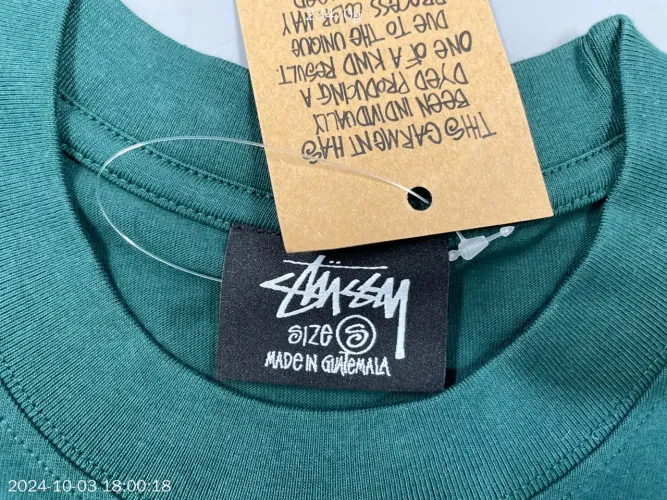 THIS GARMENT HAS
BEEN INDIVIDUALLY
DYED PRODUCING A
ONE OF A KIND RESULT.
DUE TO THE UNIQUE
MAY
STÜSSY
SIZE S
MADE IN GUATEMALA
2024-10-03 18:00:18